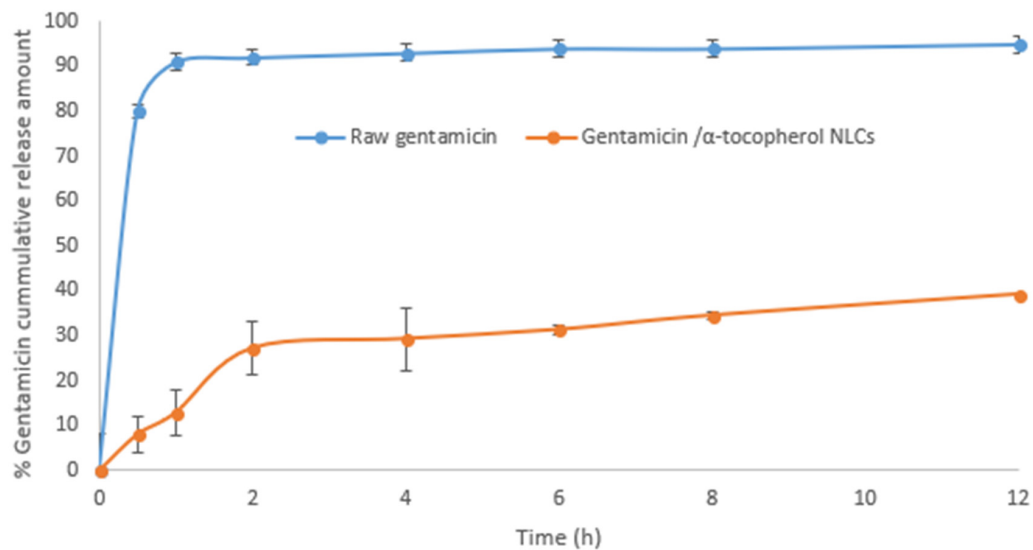 % Gentamicin cummulative release amount
100
90
80
70
60
50
40
30
20
10
0
Raw gentamicin
Gentamicin /α-tocopherol NLCs
0 2 4 6 8 10 12
Time (h)